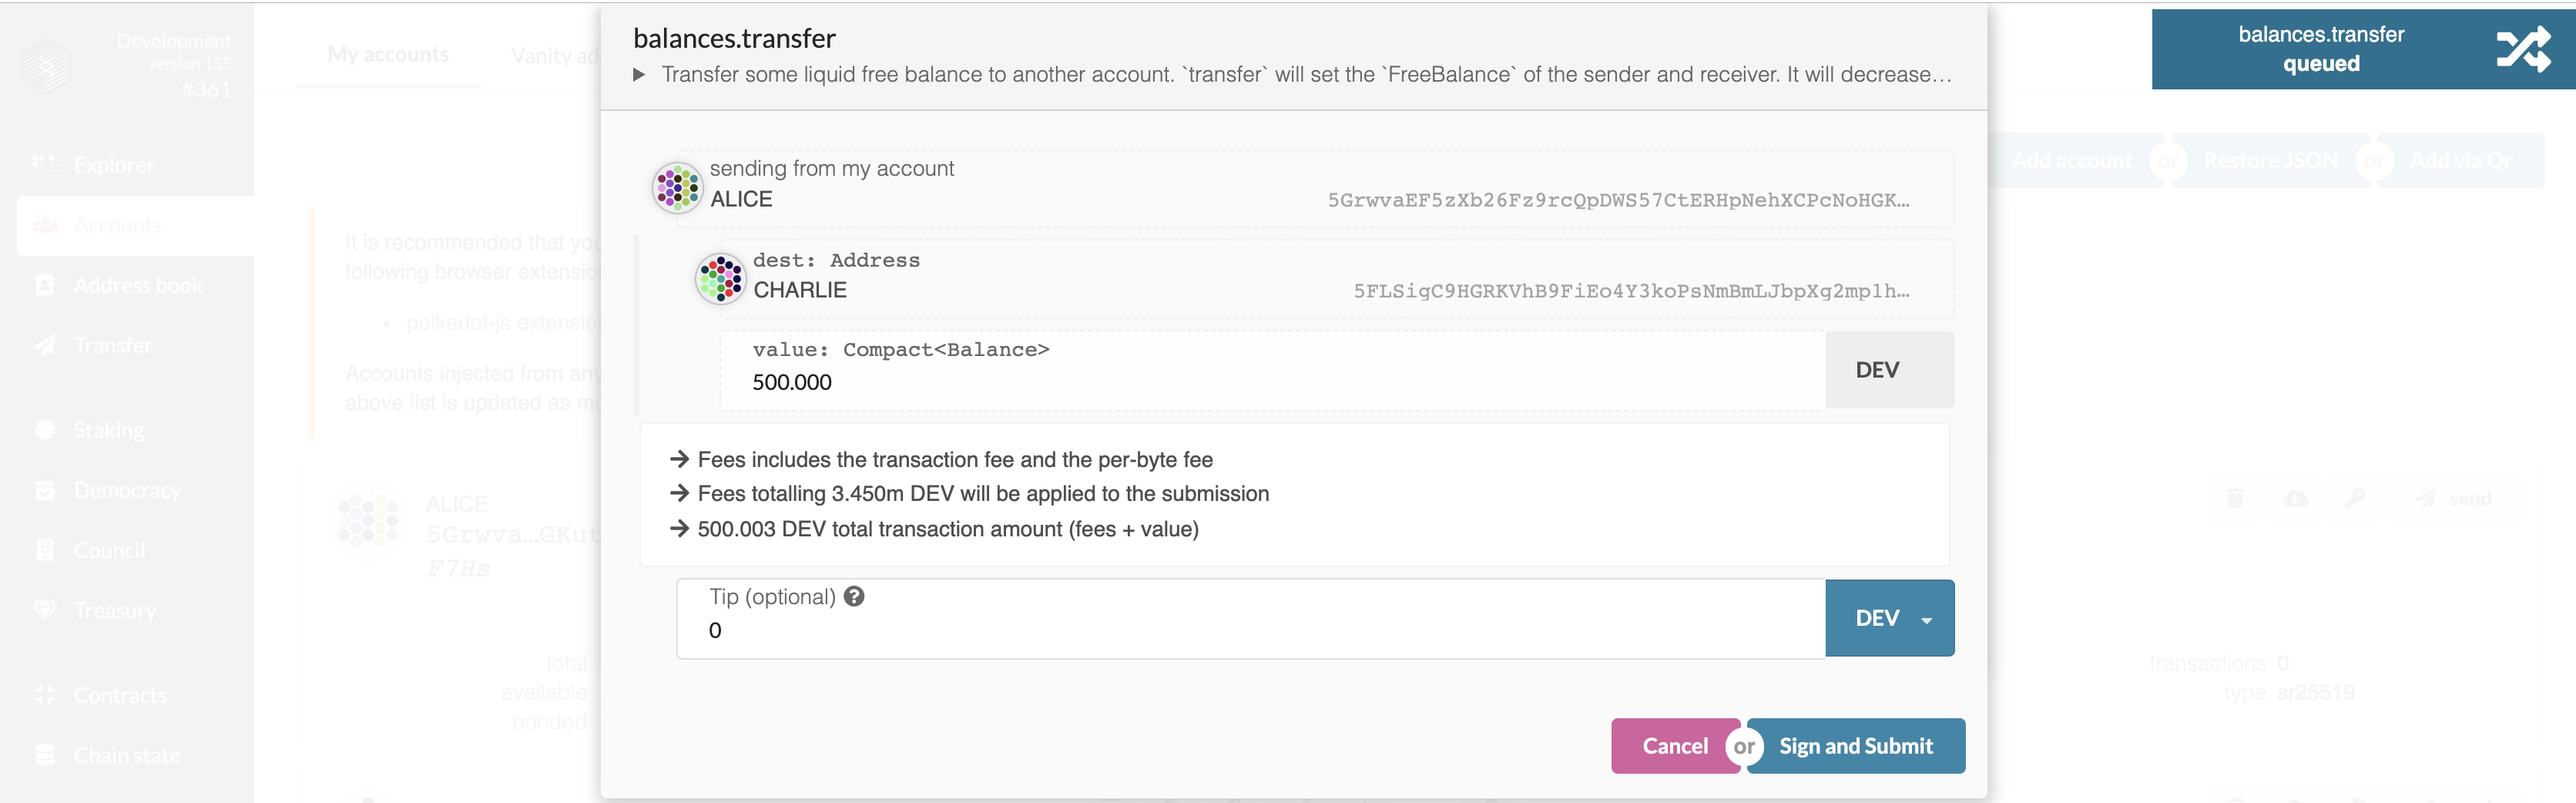 Development
version 155
#361
Explorer
Accounts
Address book
Transfer
Staking
Democracy
Council
Treasury
Contracts
Chain state
My accounts
Vanity ad
It is recommended that you
following browser extension
polkadot-js extension
Accounts injected from any
above list is updated as mo
ALICE
5Grwva…GKut
F7Hs
total
available
bonded
balances.transfer
Transfer some liquid free balance to another account. `transfer` will set the `FreeBalance` of the sender and receiver. It will decrease…
sending from my account
ALICE
5GrwvaEF5zXb26Fz9rcQpDWS57CtERHpNehXCPcNoHGK…
dest: Address
CHARLIE
5FLSigC9HGRKVhB9FiEo4Y3koPsNmBmLJbpXg2mp1h…
value: Compact<Balance>
500.000
DEV
Fees includes the transaction fee and the per-byte fee
Fees totalling 3.450m DEV will be applied to the submission
500.003 DEV total transaction amount (fees + value)
Tip (optional)
0
DEV
Cancel or Sign and Submit
balances.transfer
queued
Add account or Restore JSON or Add via Qr
send
transactions 0
type sr25519